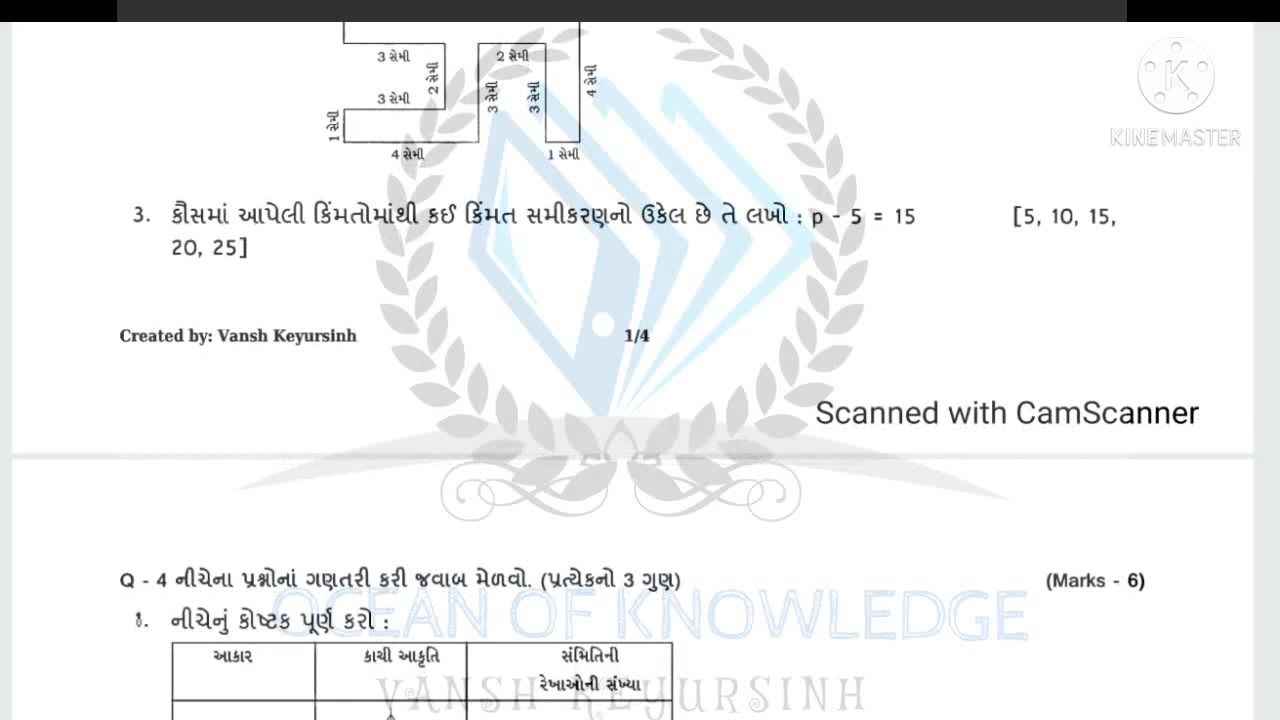 3 સેમી
2 સેમી
2 સેમી
4 સેમી
3 સેમી
3 સેમી
3 સેમી
1 સેમી
4 સેમી
1 સેમી
K
KINEMASTER
3. કૌસમાં આપેલી કિંમતોમાંથી કઈ કિંમત સમીકરણનો ઉકેલ છે તે લખો : p - 5 = 15 [5, 10, 15,
20, 25]
Created by: Vansh Keyursinh 1/4
Scanned with CamScanner
Q - 4 નીચેના પ્રશ્નોનાં ગણતરી કરી જવાબ મેળવો. (પ્રત્યેકનો 3 ગુણ) (Marks - 6)
OCEAN OF KNOWLEDGE
૧. નીચેનું કોષ્ટક પૂર્ણ કરો :
આકાર કાચી આકૃતિ સંમિતિની
રેખાઓની સંખ્યા
VANSH KEYURSINH